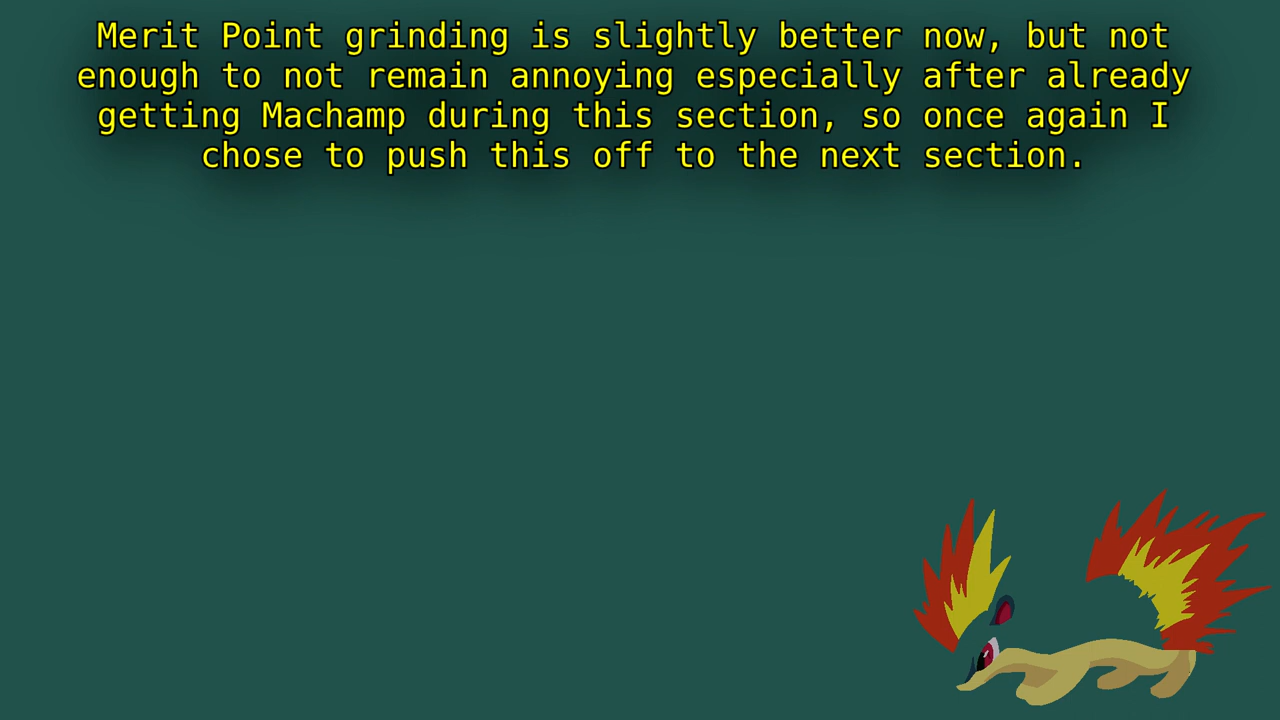 Merit Point grinding is slightly better now, but not
enough to not remain annoying especially after already
getting Machamp during this section, so once again I
chose to push this off to the next section.